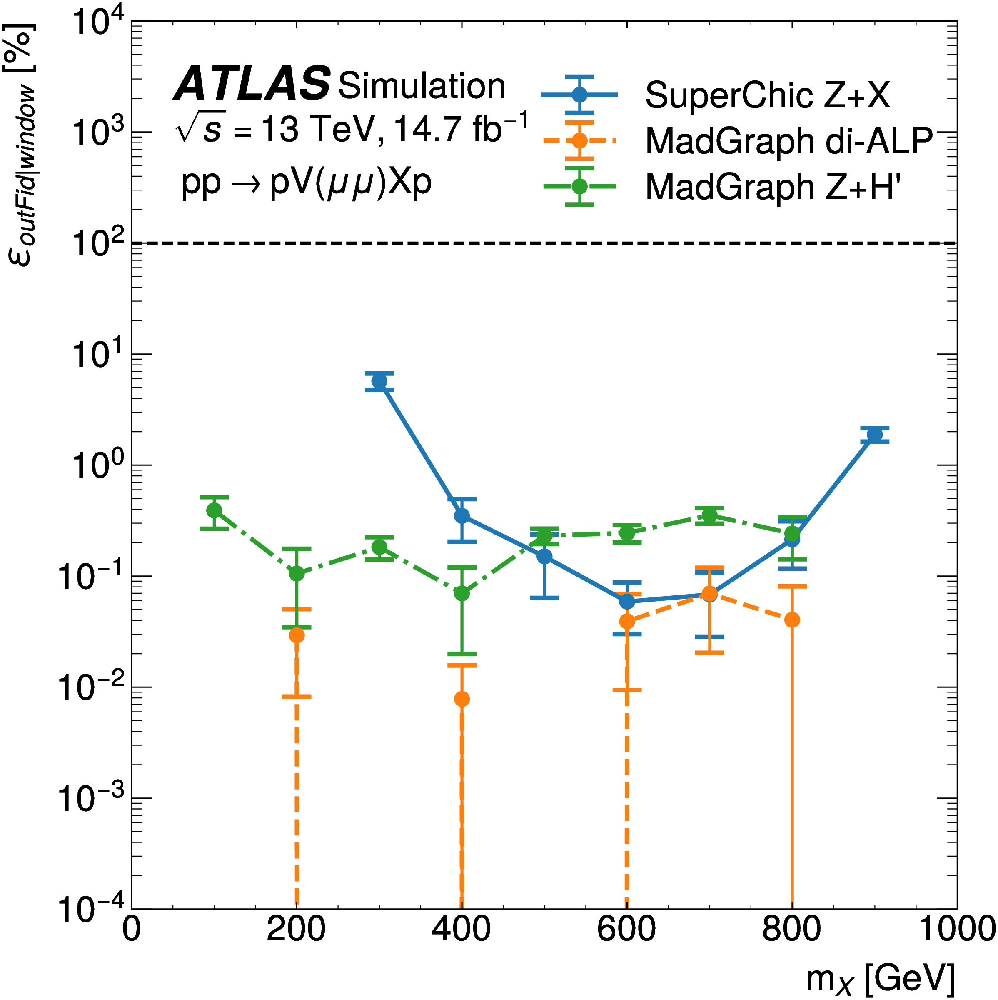 ε_outFid|window [%]
10⁴
10³
10²
10¹
10⁰
10⁻¹
10⁻²
10⁻³
10⁻⁴
ATLAS Simulation
√s = 13 TeV, 14.7 fb⁻¹
pp → pV(μμ)Xp
SuperChic Z+X
MadGraph di-ALP
MadGraph Z+H'
0 200 400 600 800 1000
m_X [GeV]